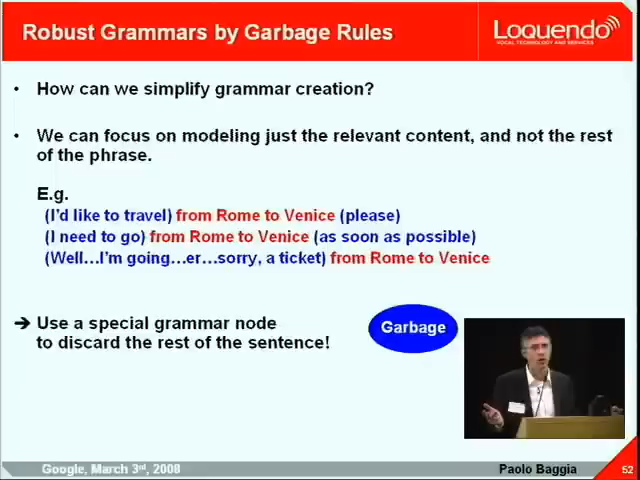 Robust Grammars by Garbage Rules
Loquendo
VOCAL TECHNOLOGY AND SERVICES
• How can we simplify grammar creation?
• We can focus on modeling just the relevant content, and not the rest
of the phrase.
E.g.
(I'd like to travel) from Rome to Venice (please)
(I need to go) from Rome to Venice (as soon as possible)
(Well…I'm going…er…sorry, a ticket) from Rome to Venice
➔ Use a special grammar node
to discard the rest of the sentence!
Garbage
Google, March 3rd, 2008
Paolo Baggia
52